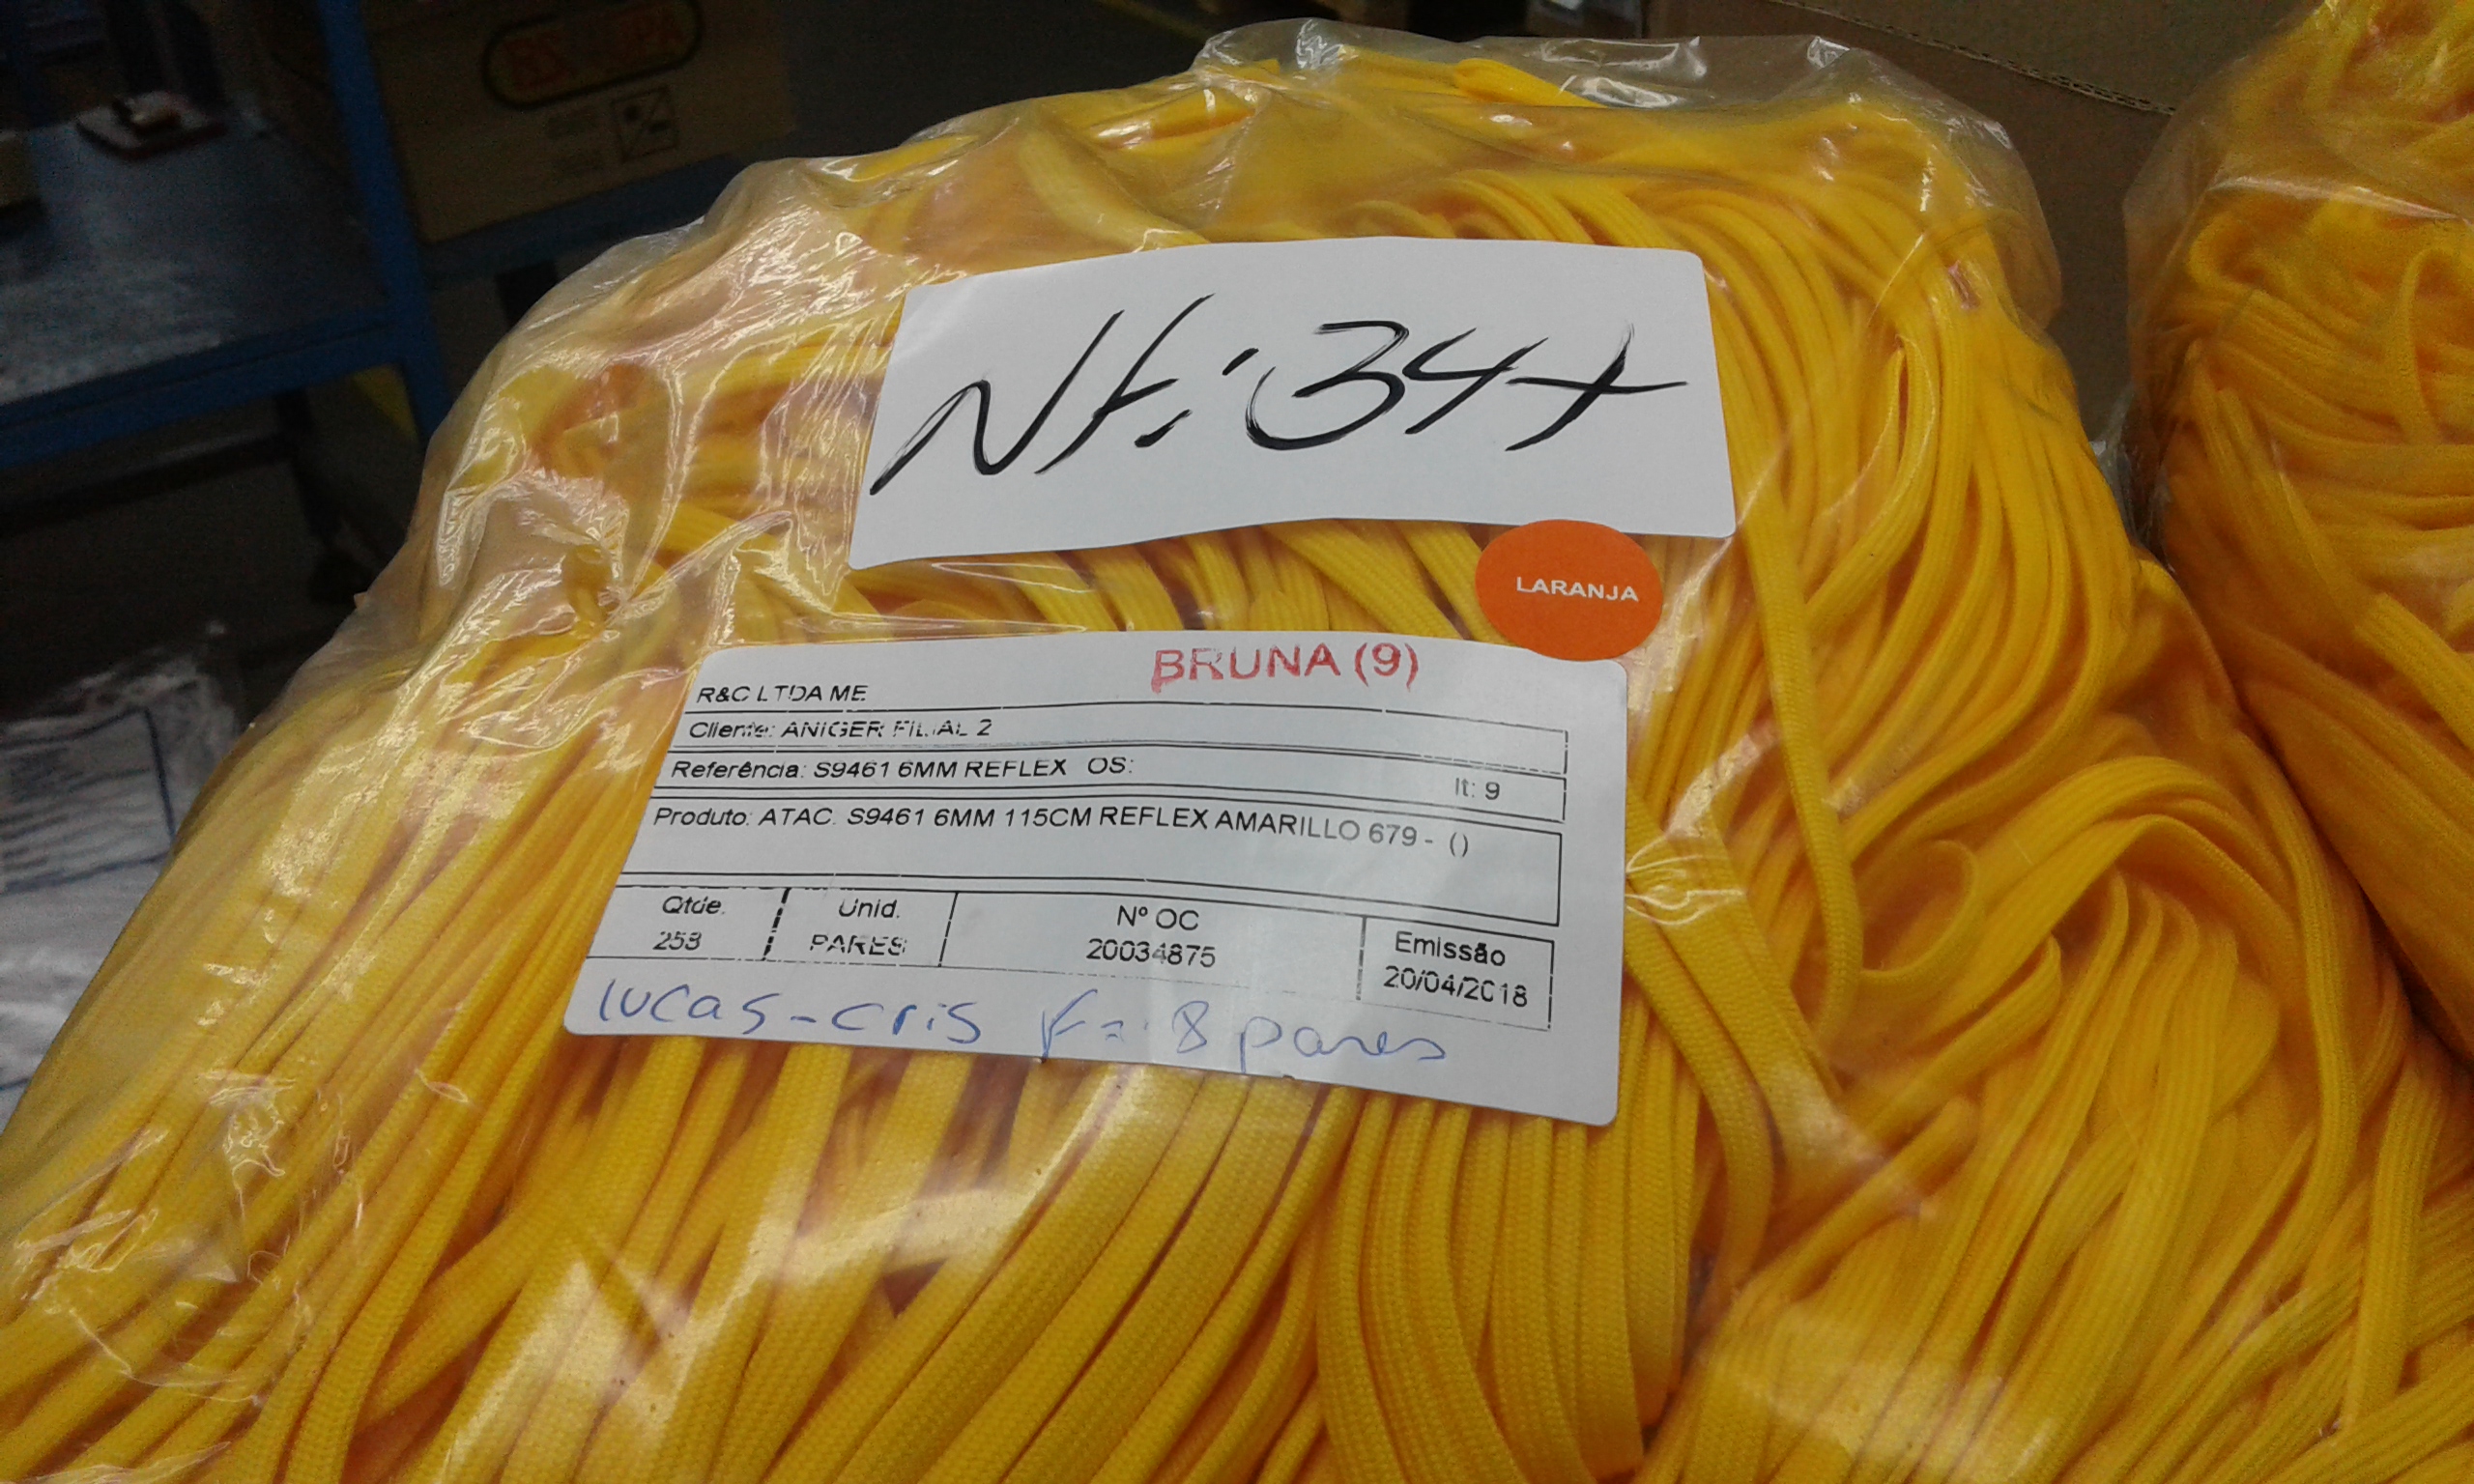 NF.: 347
LARANJA
BRUNA (9)
R&C LTDA ME
Cliente: ANIGER FILIAL 2
Referência: S9461 6MM REFLEX OS: It: 9
Produto: ATAC. S9461 6MM 115CM REFLEX AMARILLO 679 - ()
Qtde. Unid. Nº OC Emissão
253 PARES 20034875 20/04/2018
lucas-cris F=8 pares